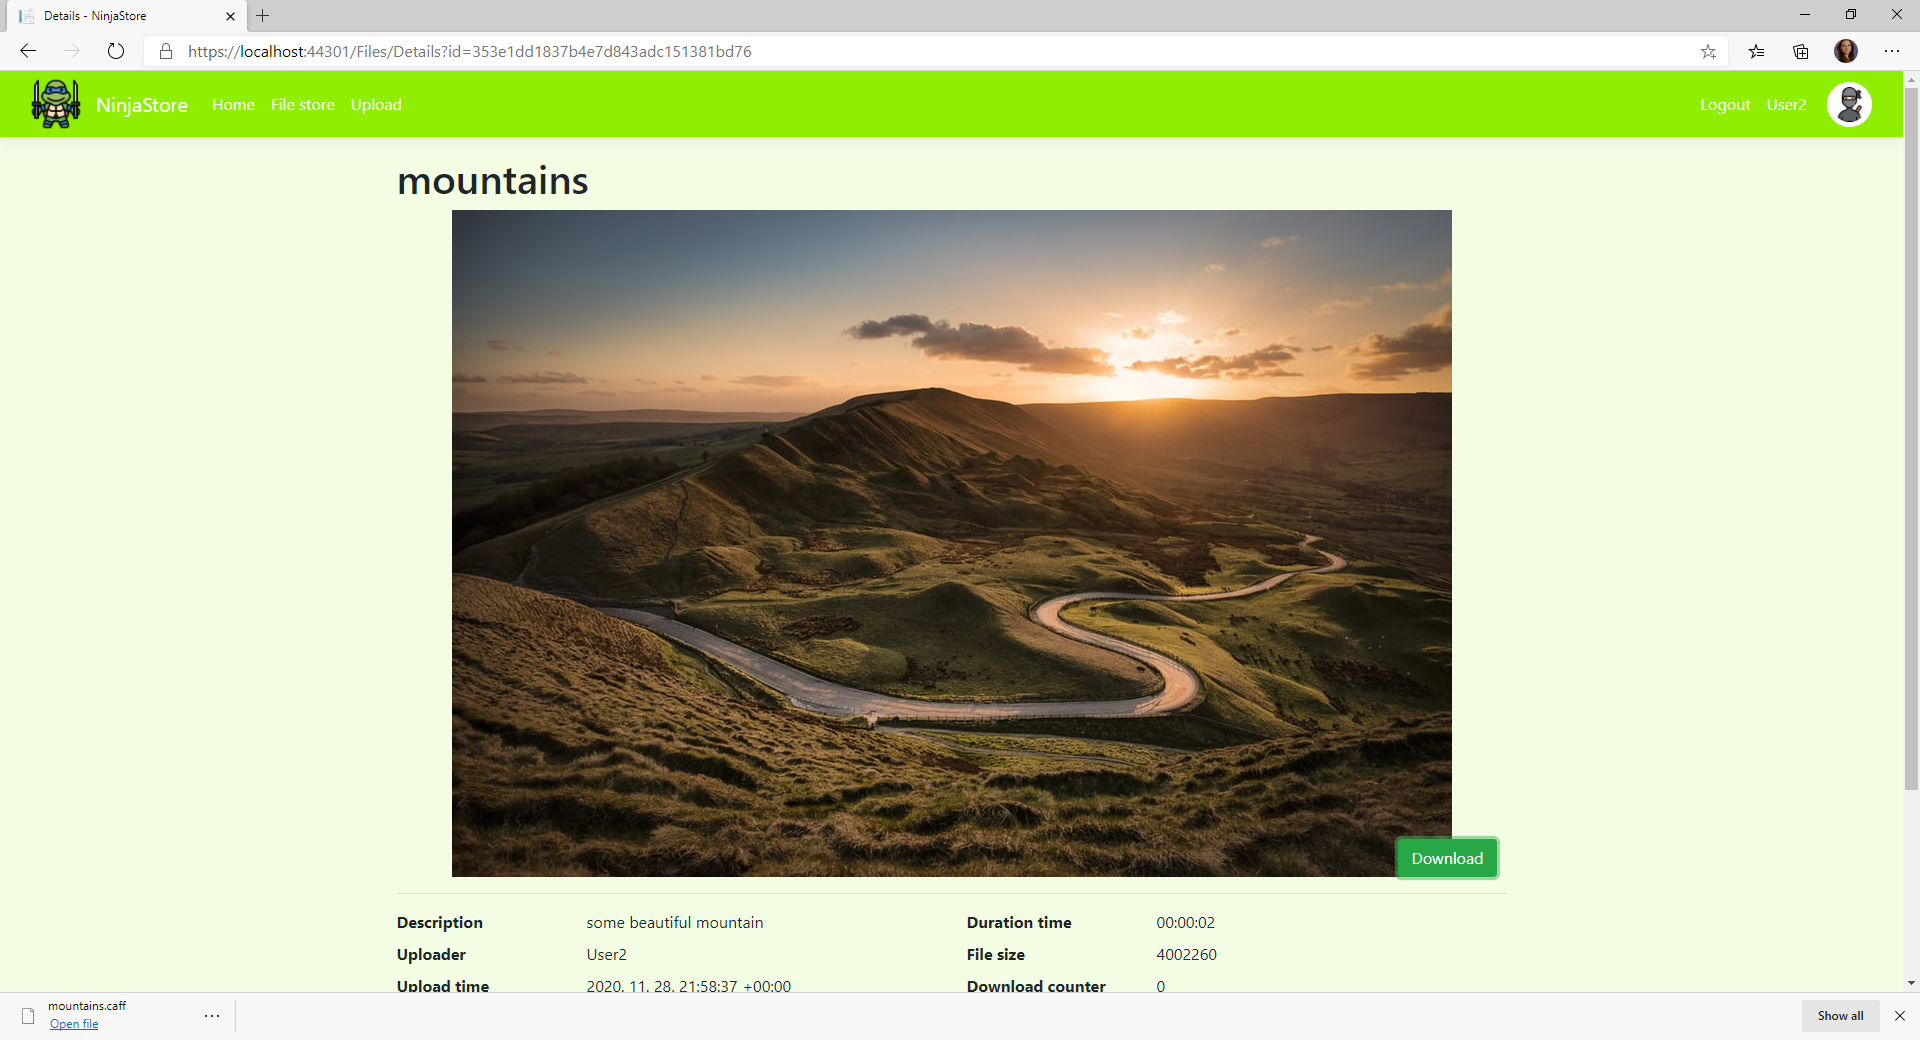 Details - NinjaStore
https://localhost:44301/Files/Details?id=353e1dd1837b4e7d843adc151381bd76
NinjaStore Home File store Upload Logout User2
mountains
Download
Description some beautiful mountain Duration time 00:00:02
Uploader User2 File size 4002260
Upload time 2020. 11. 28. 21:58:37 +00:00 Download counter 0
mountains.caff
Open file
Show all